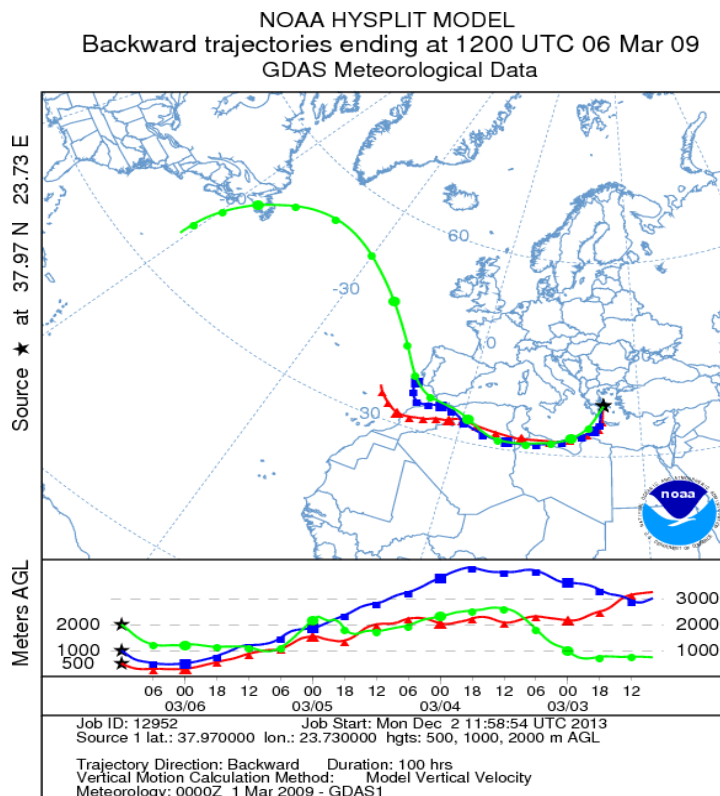 NOAA HYSPLIT MODEL
Backward trajectories ending at 1200 UTC 06 Mar 09
GDAS Meteorological Data
Source ★ at 37.97 N 23.73 E
60
-30
0
30
-30
noaa
Meters AGL
2000
1000
500
3000
2000
1000
06 00 18 12 06 00 18 12 06 00 18 12 06 00 18 12
03/06 03/05 03/04 03/03
Job ID: 12952 Job Start: Mon Dec 2 11:58:54 UTC 2013
Source 1 lat.: 37.970000 lon.: 23.730000 hgts: 500, 1000, 2000 m AGL
Trajectory Direction: Backward Duration: 100 hrs
Vertical Motion Calculation Method: Model Vertical Velocity
Meteorology: 0000Z 1 Mar 2009 - GDAS1